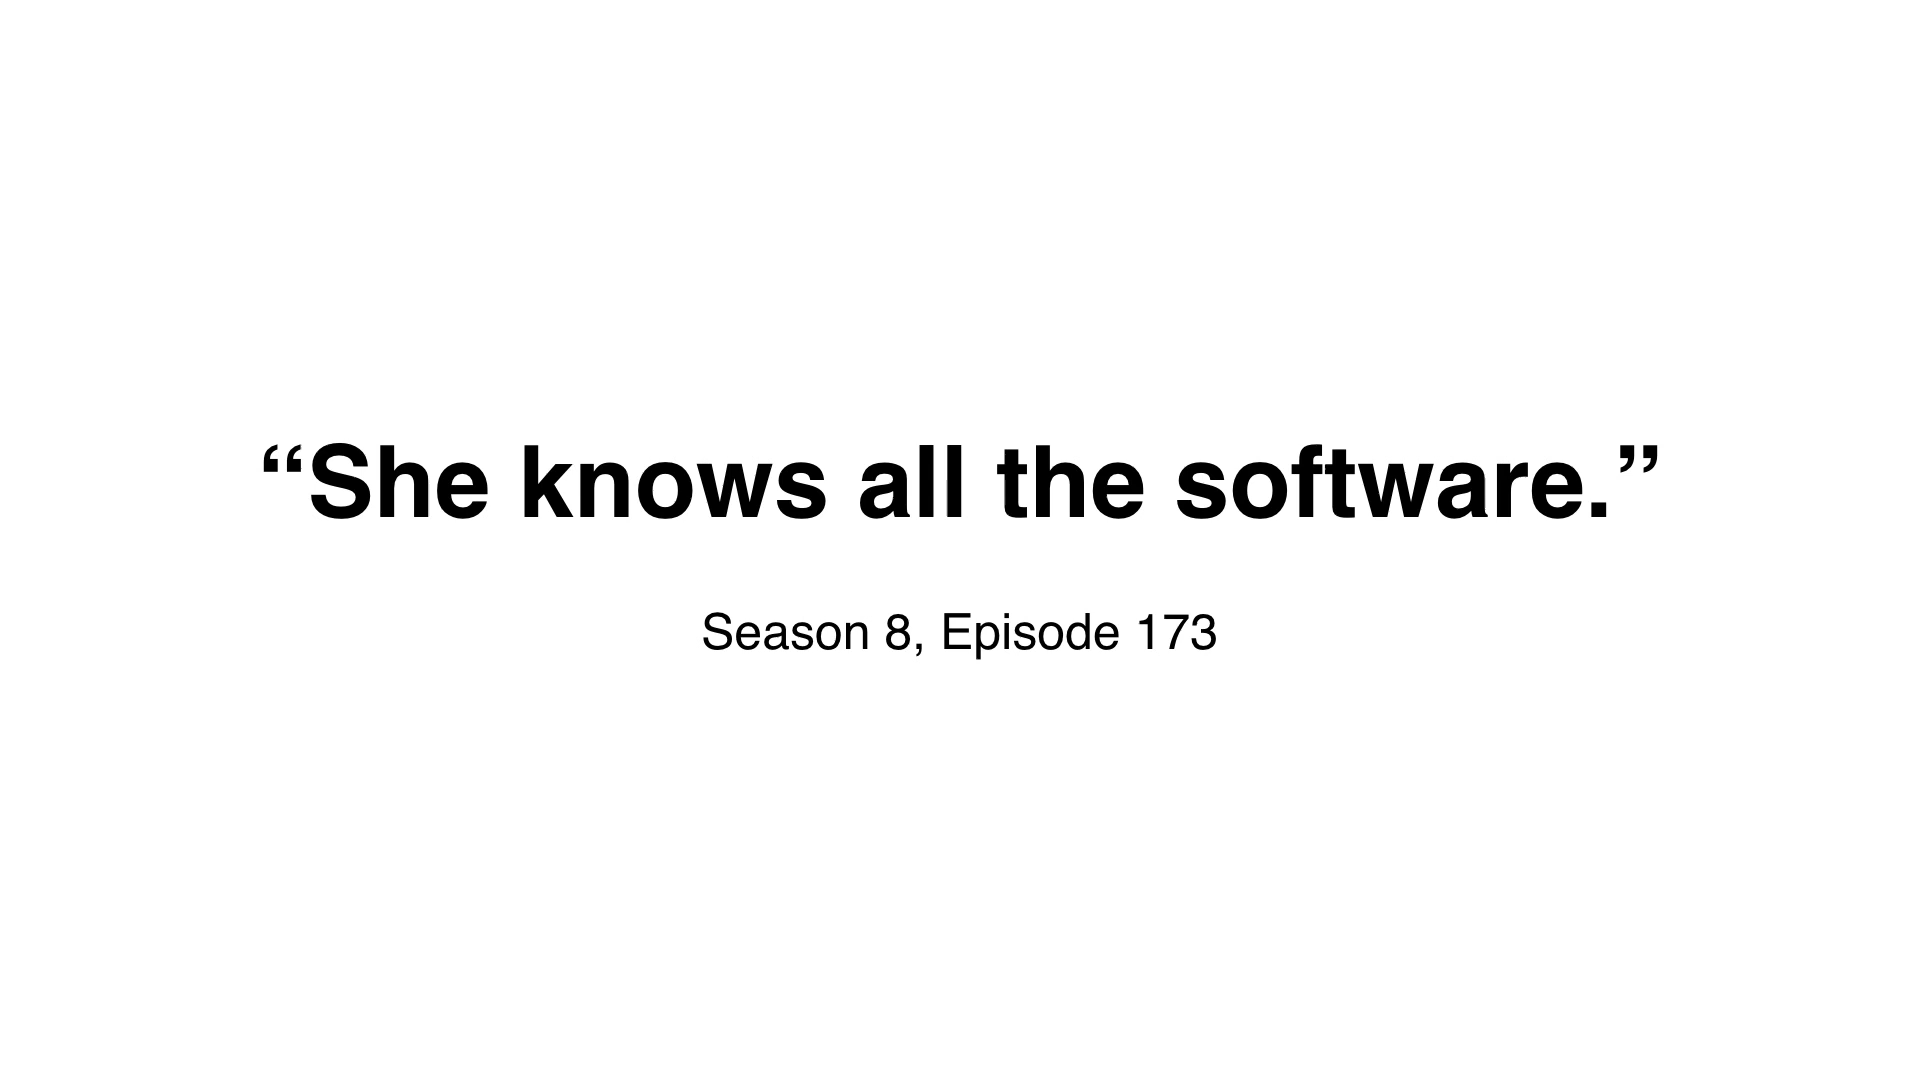 “She knows all the software.”
Season 8, Episode 173